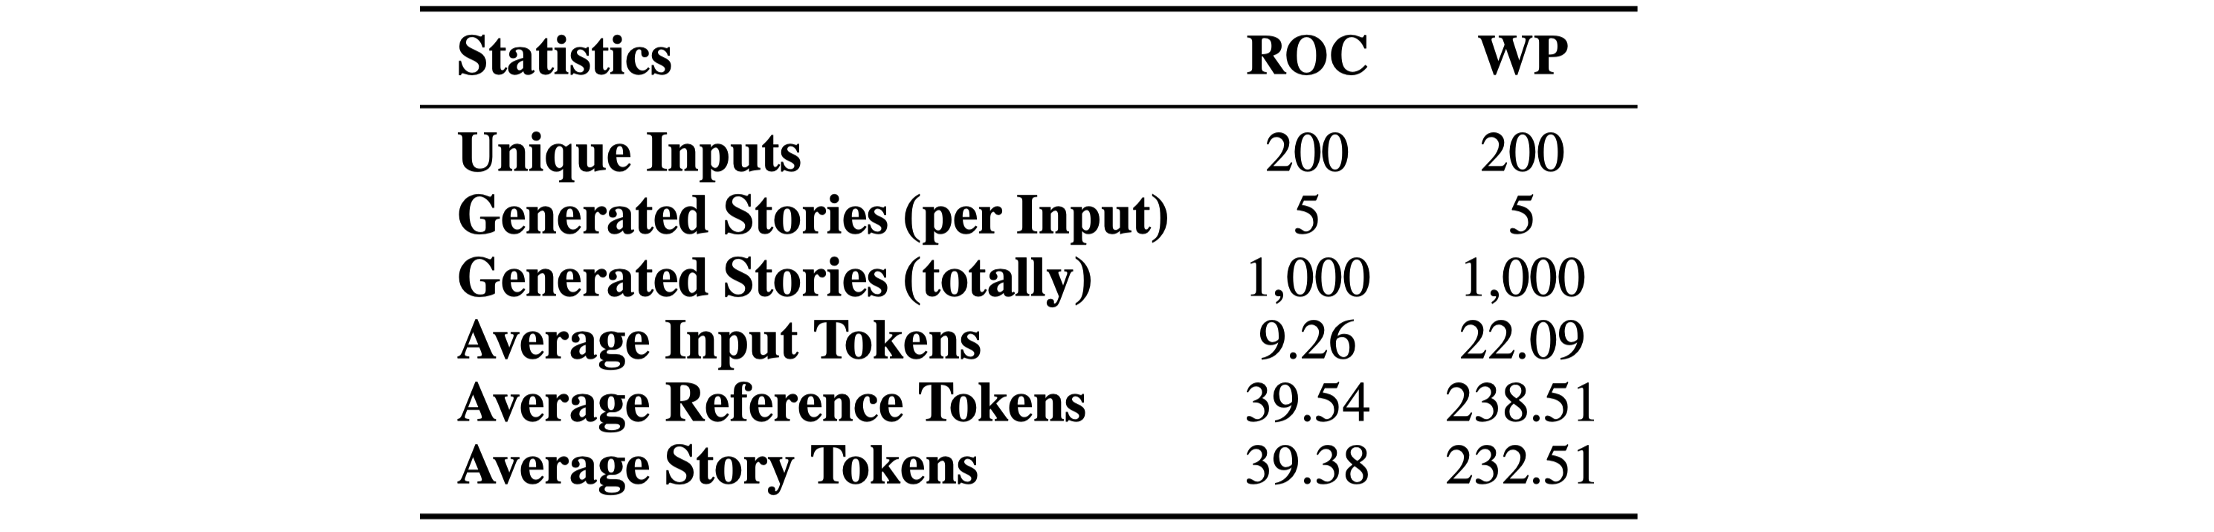 Statistics ROC WP
Unique Inputs 200 200
Generated Stories (per Input) 5 5
Generated Stories (totally) 1,000 1,000
Average Input Tokens 9.26 22.09
Average Reference Tokens 39.54 238.51
Average Story Tokens 39.38 232.51